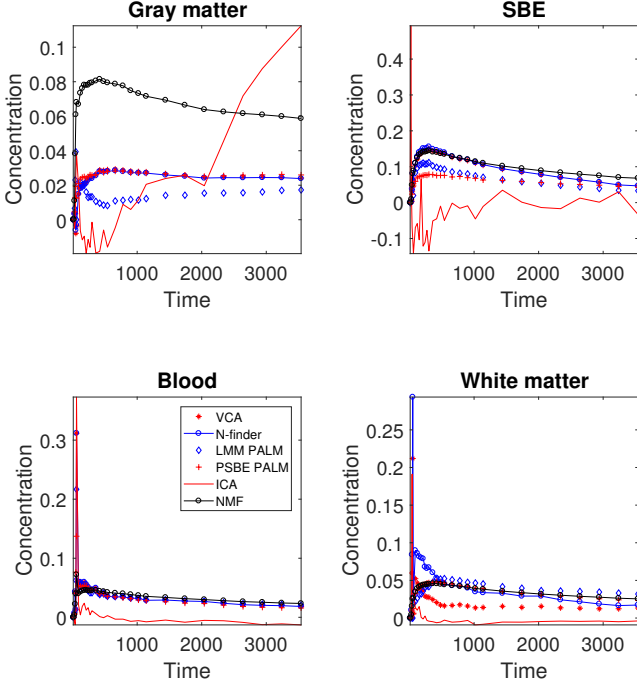 Gray matter
SBE
0.1
0.08
0.06
0.04
0.02
0
Concentration
1000
2000
3000
Time
0.4
0.3
0.2
0.1
0
-0.1
Concentration
1000
2000
3000
Time
Blood
White matter
0.3
0.2
0.1
0
Concentration
VCA
N-finder
LMM PALM
PSBE PALM
ICA
NMF
1000
2000
3000
Time
0.25
0.2
0.15
0.1
0.05
0
Concentration
1000
2000
3000
Time